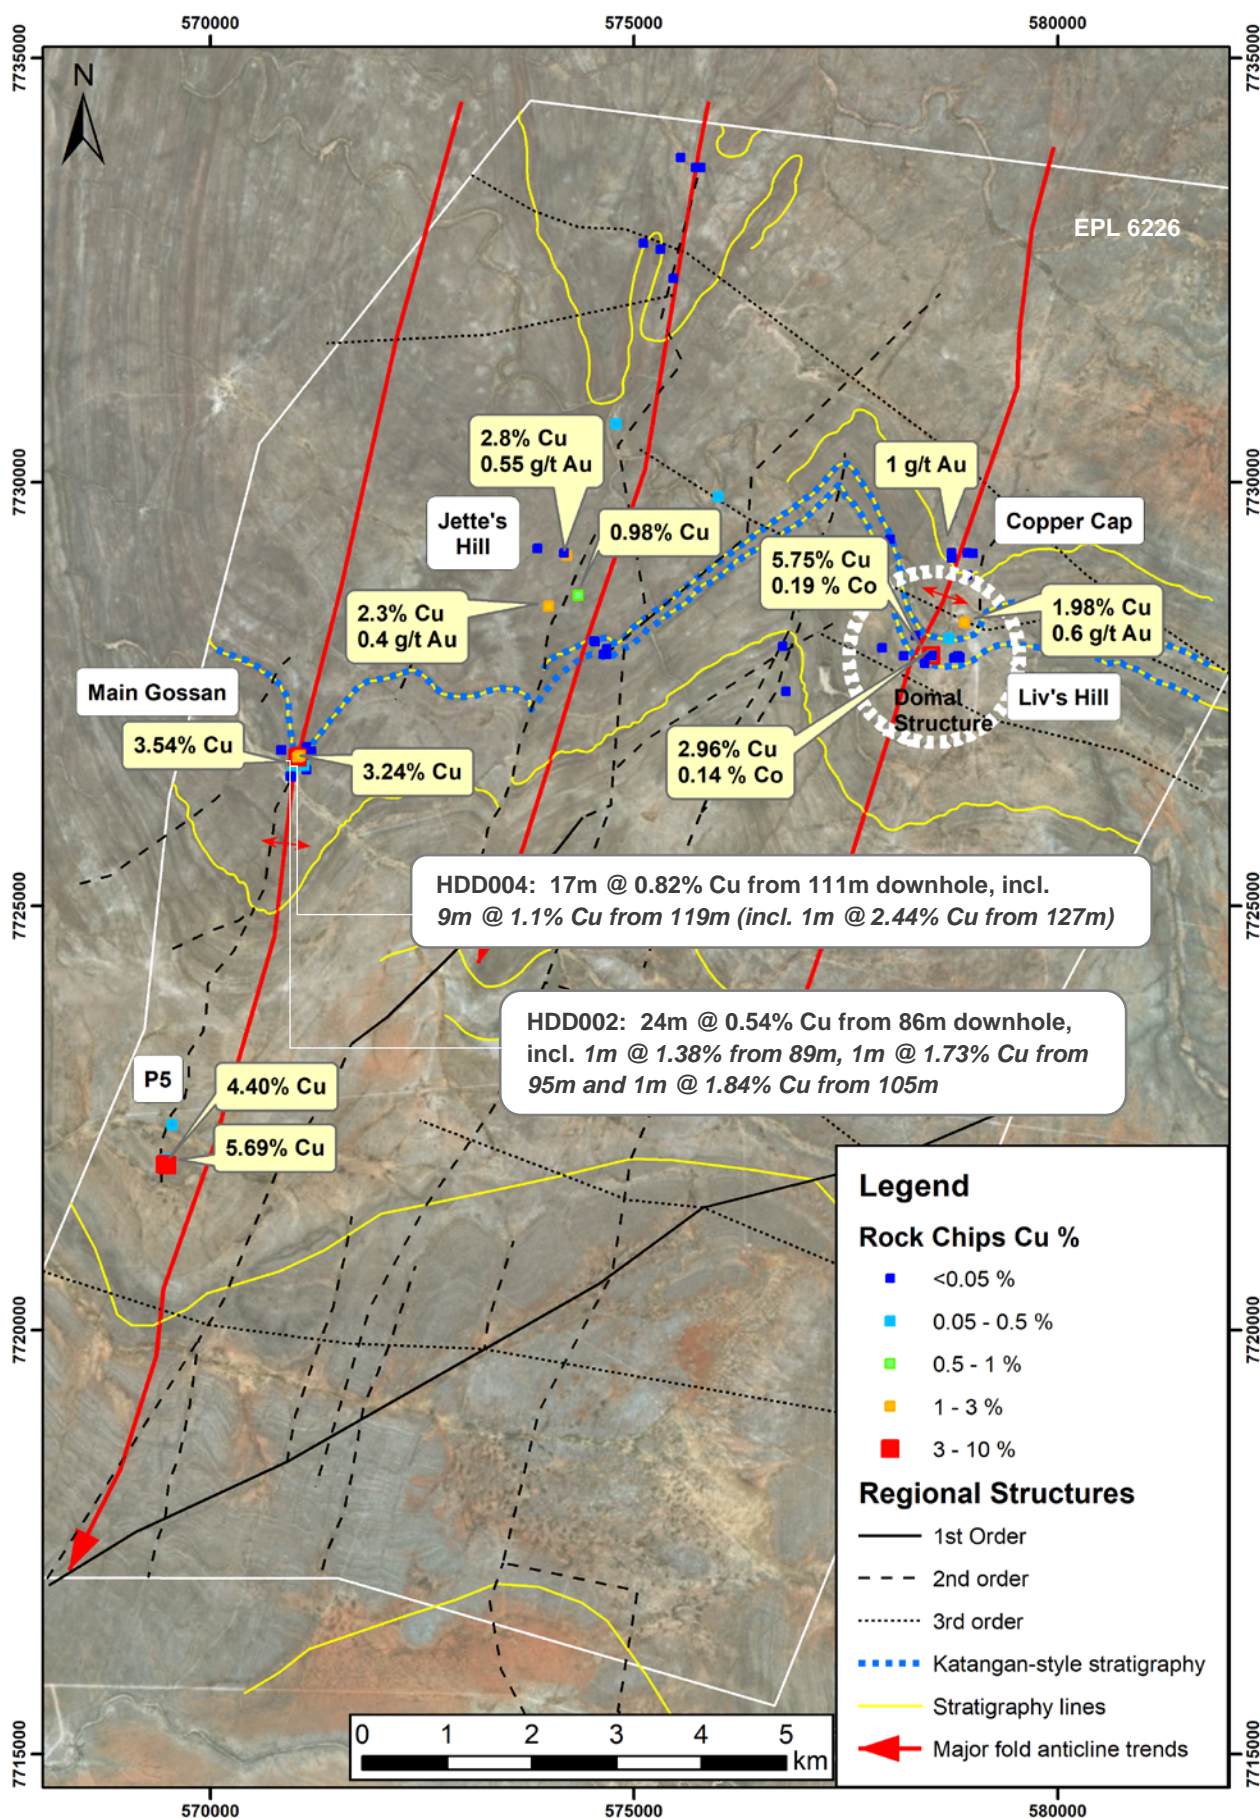 570000
575000
580000
7735000
7735000
N
EPL 6226
2.8% Cu
0.55 g/t Au
1 g/t Au
7730000
7730000
Jette's
Hill
0.98% Cu
Copper Cap
5.75% Cu
0.19 % Co
2.3% Cu
0.4 g/t Au
1.98% Cu
0.6 g/t Au
Main Gossan
Domal
Structure
Liv's Hill
3.54% Cu
3.24% Cu
2.96% Cu
0.14 % Co
HDD004: 17m @ 0.82% Cu from 111m downhole, incl.
9m @ 1.1% Cu from 119m (incl. 1m @ 2.44% Cu from 127m)
7725000
7725000
HDD002: 24m @ 0.54% Cu from 86m downhole,
incl. 1m @ 1.38% from 89m, 1m @ 1.73% Cu from
95m and 1m @ 1.84% Cu from 105m
P5
4.40% Cu
5.69% Cu
7720000
7720000
Legend
Rock Chips Cu %
<0.05 %
0.05 - 0.5 %
0.5 - 1 %
1 - 3 %
3 - 10 %
Regional Structures
1st Order
2nd order
3rd order
Katangan-style stratigraphy
Stratigraphy lines
Major fold anticline trends
0 1 2 3 4 5
km
7715000
7715000
570000
575000
580000